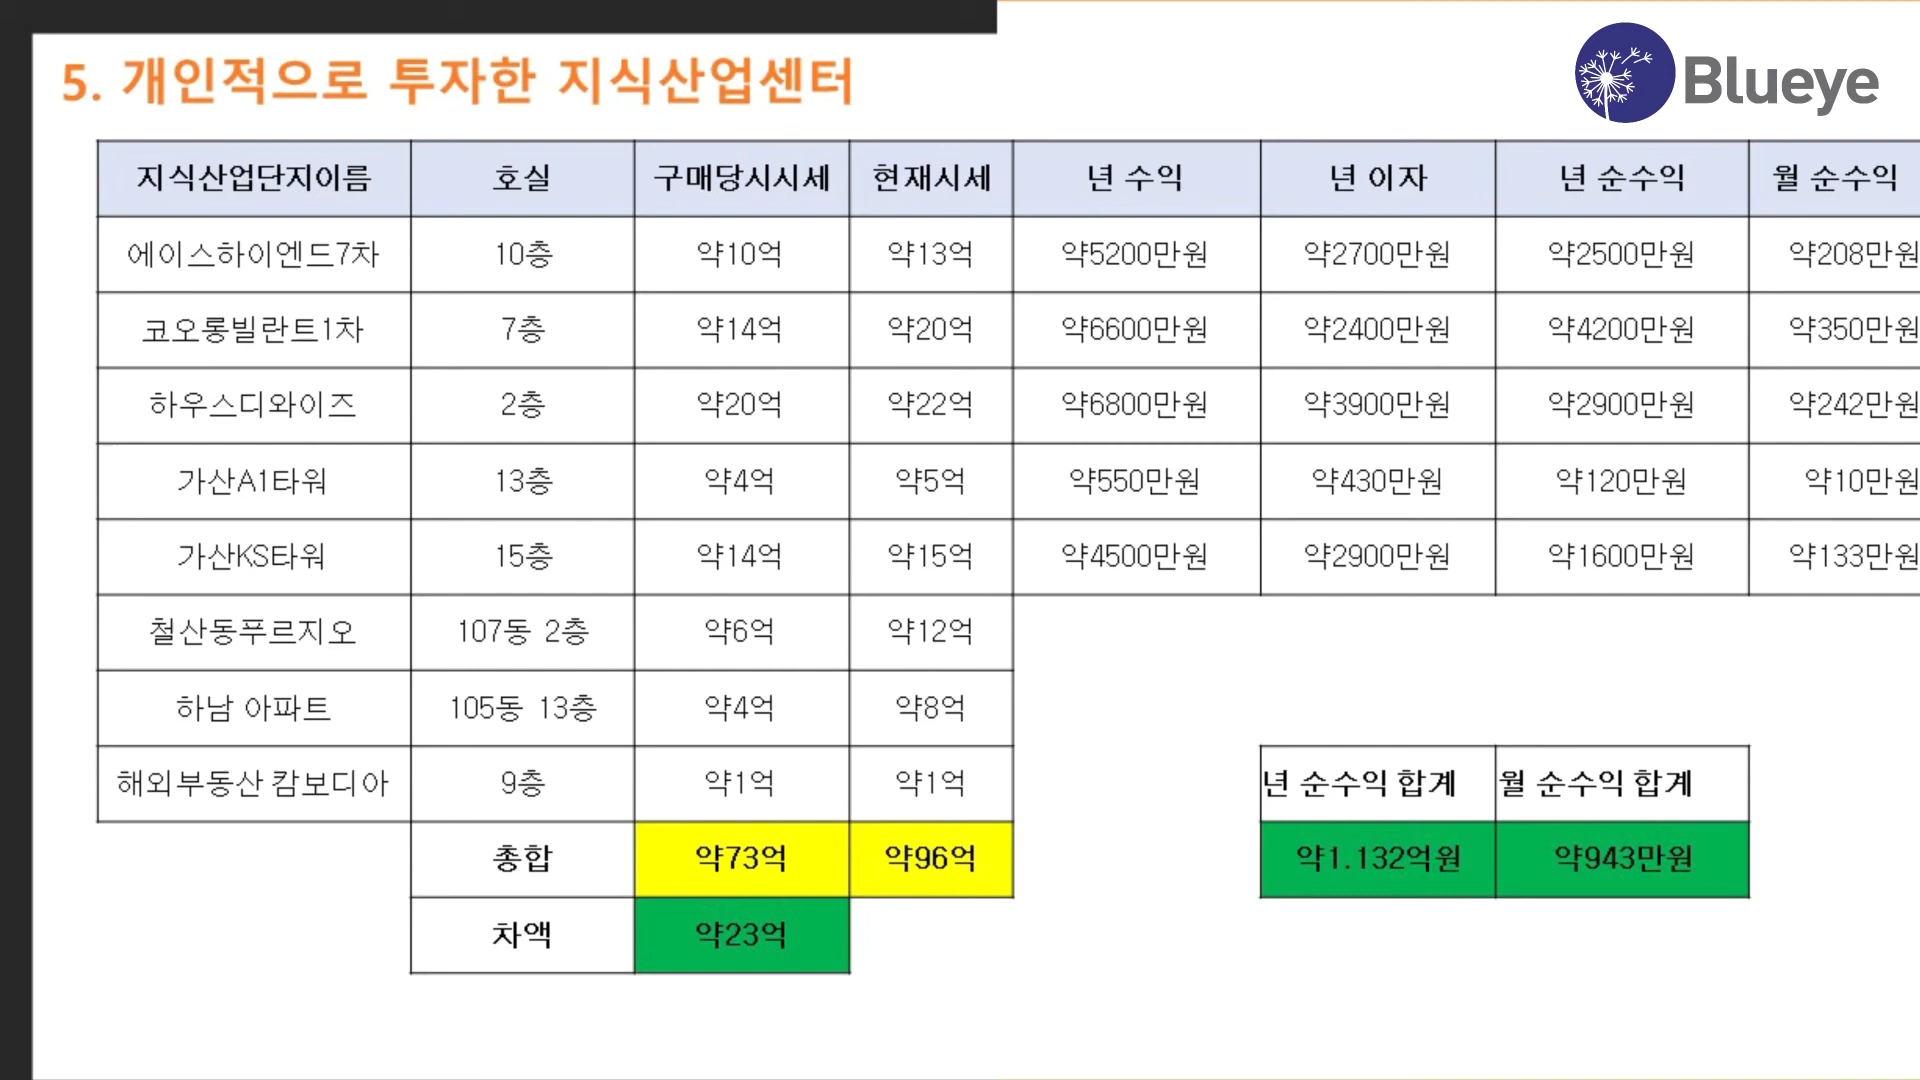 5. 개인적으로 투자한 지식산업센터
Blueye
지식산업단지이름 호실 구매당시시세 현재시세 년 수익 년 이자 년 순수익 월 순수익
에이스하이엔드7차 10층 약10억 약13억 약5200만원 약2700만원 약2500만원 약208만원
코오롱빌란트1차 7층 약14억 약20억 약6600만원 약2400만원 약4200만원 약350만원
하우스디와이즈 2층 약20억 약22억 약6800만원 약3900만원 약2900만원 약242만원
가산A1타워 13층 약4억 약5억 약550만원 약430만원 약120만원 약10만원
가산KS타워 15층 약14억 약15억 약4500만원 약2900만원 약1600만원 약133만원
철산동푸르지오 107동 2층 약6억 약12억
하남 아파트 105동 13층 약4억 약8억
해외부동산 캄보디아 9층 약1억 약1억 년 순수익 합계 월 순수익 합계
총합 약73억 약96억 약1.132억원 약943만원
차액 약23억